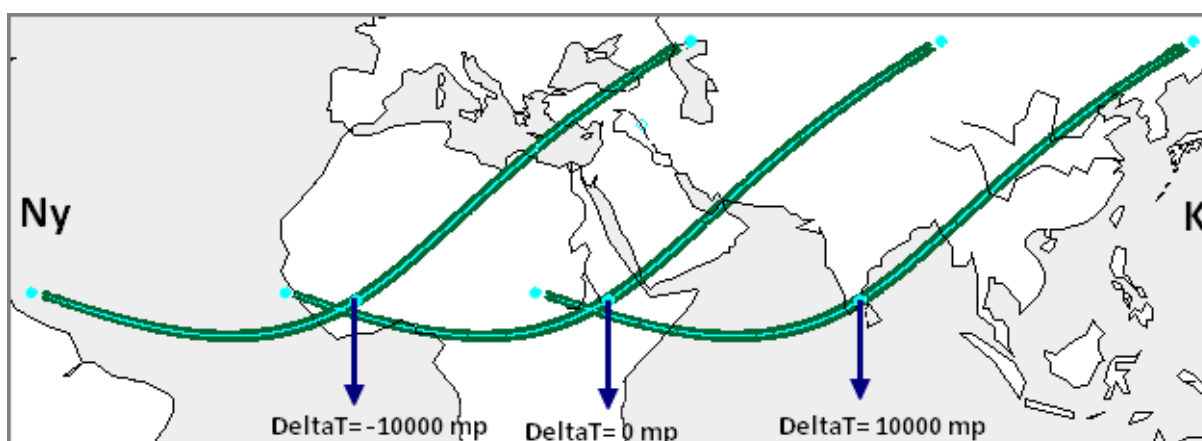 Ny
K
DeltaT= -10000 mp
DeltaT= 0 mp
DeltaT= 10000 mp